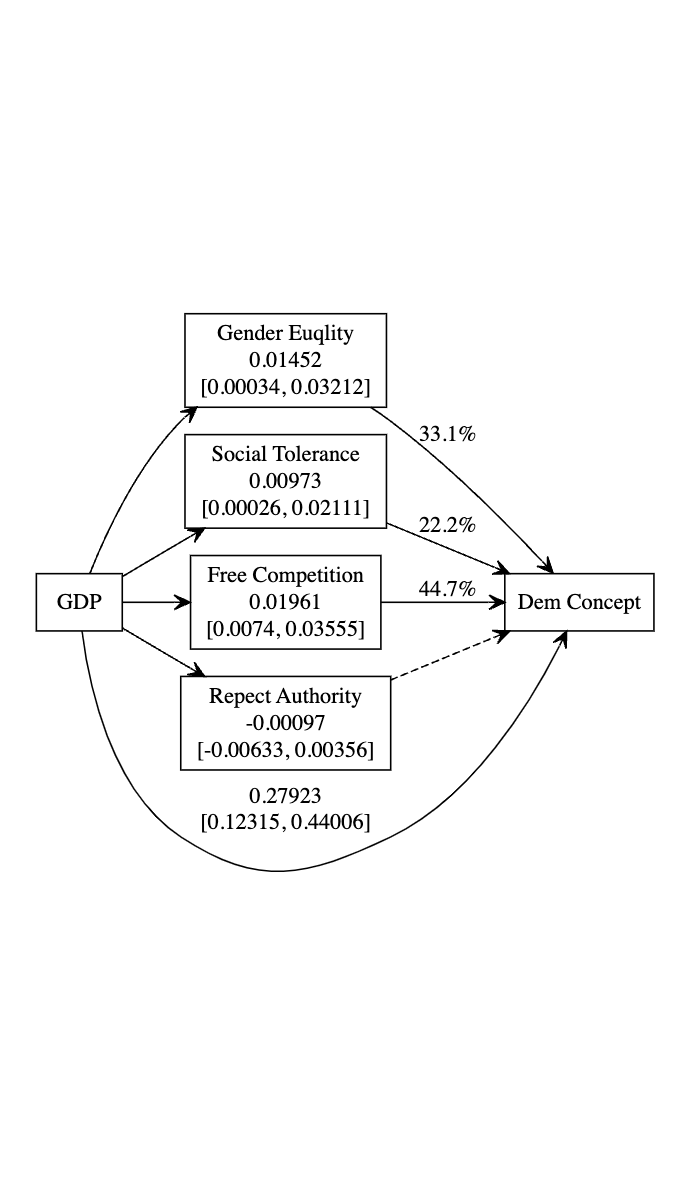 Gender Euqlity
0.01452
[0.00034, 0.03212]
33.1%
Social Tolerance
0.00973
[0.00026, 0.02111]
22.2%
Free Competition
0.01961
[0.0074, 0.03555]
44.7%
GDP
Dem Concept
Repect Authority
-0.00097
[-0.00633, 0.00356]
0.27923
[0.12315, 0.44006]